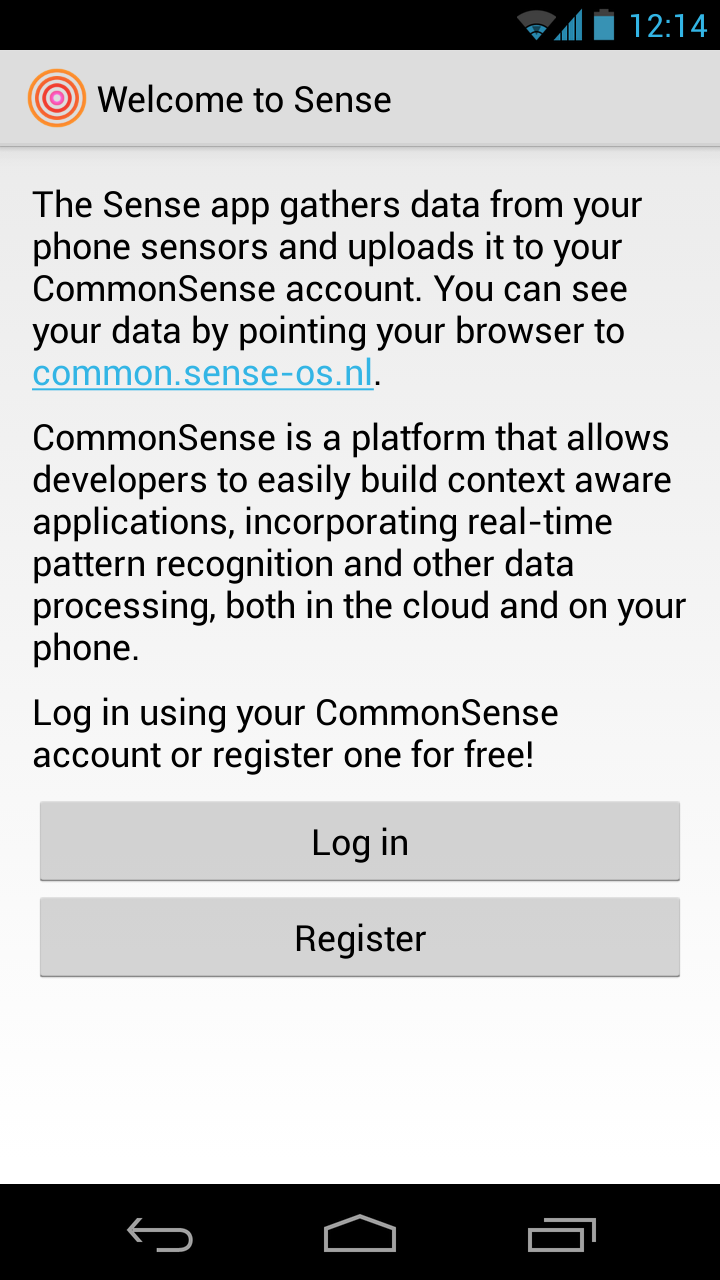 12:14
Welcome to Sense
The Sense app gathers data from your
phone sensors and uploads it to your
CommonSense account. You can see
your data by pointing your browser to
common.sense-os.nl.
CommonSense is a platform that allows
developers to easily build context aware
applications, incorporating real-time
pattern recognition and other data
processing, both in the cloud and on your
phone.
Log in using your CommonSense
account or register one for free!
Log in
Register